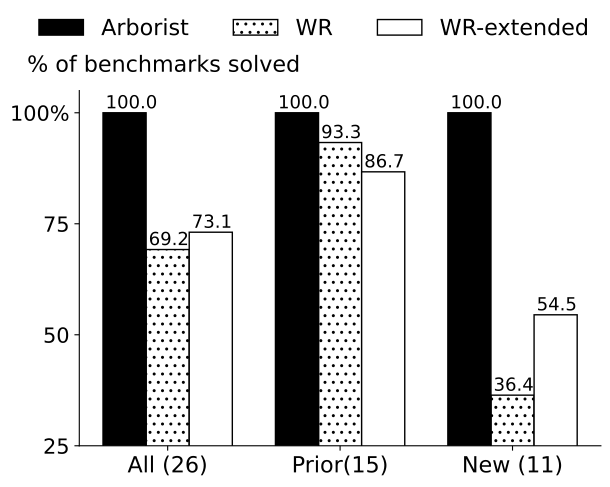 Arborist WR WR-extended
% of benchmarks solved
100.0 100.0 100.0
100%
93.3
86.7
75
73.1
69.2
54.5
50
36.4
25
All (26) Prior(15) New (11)